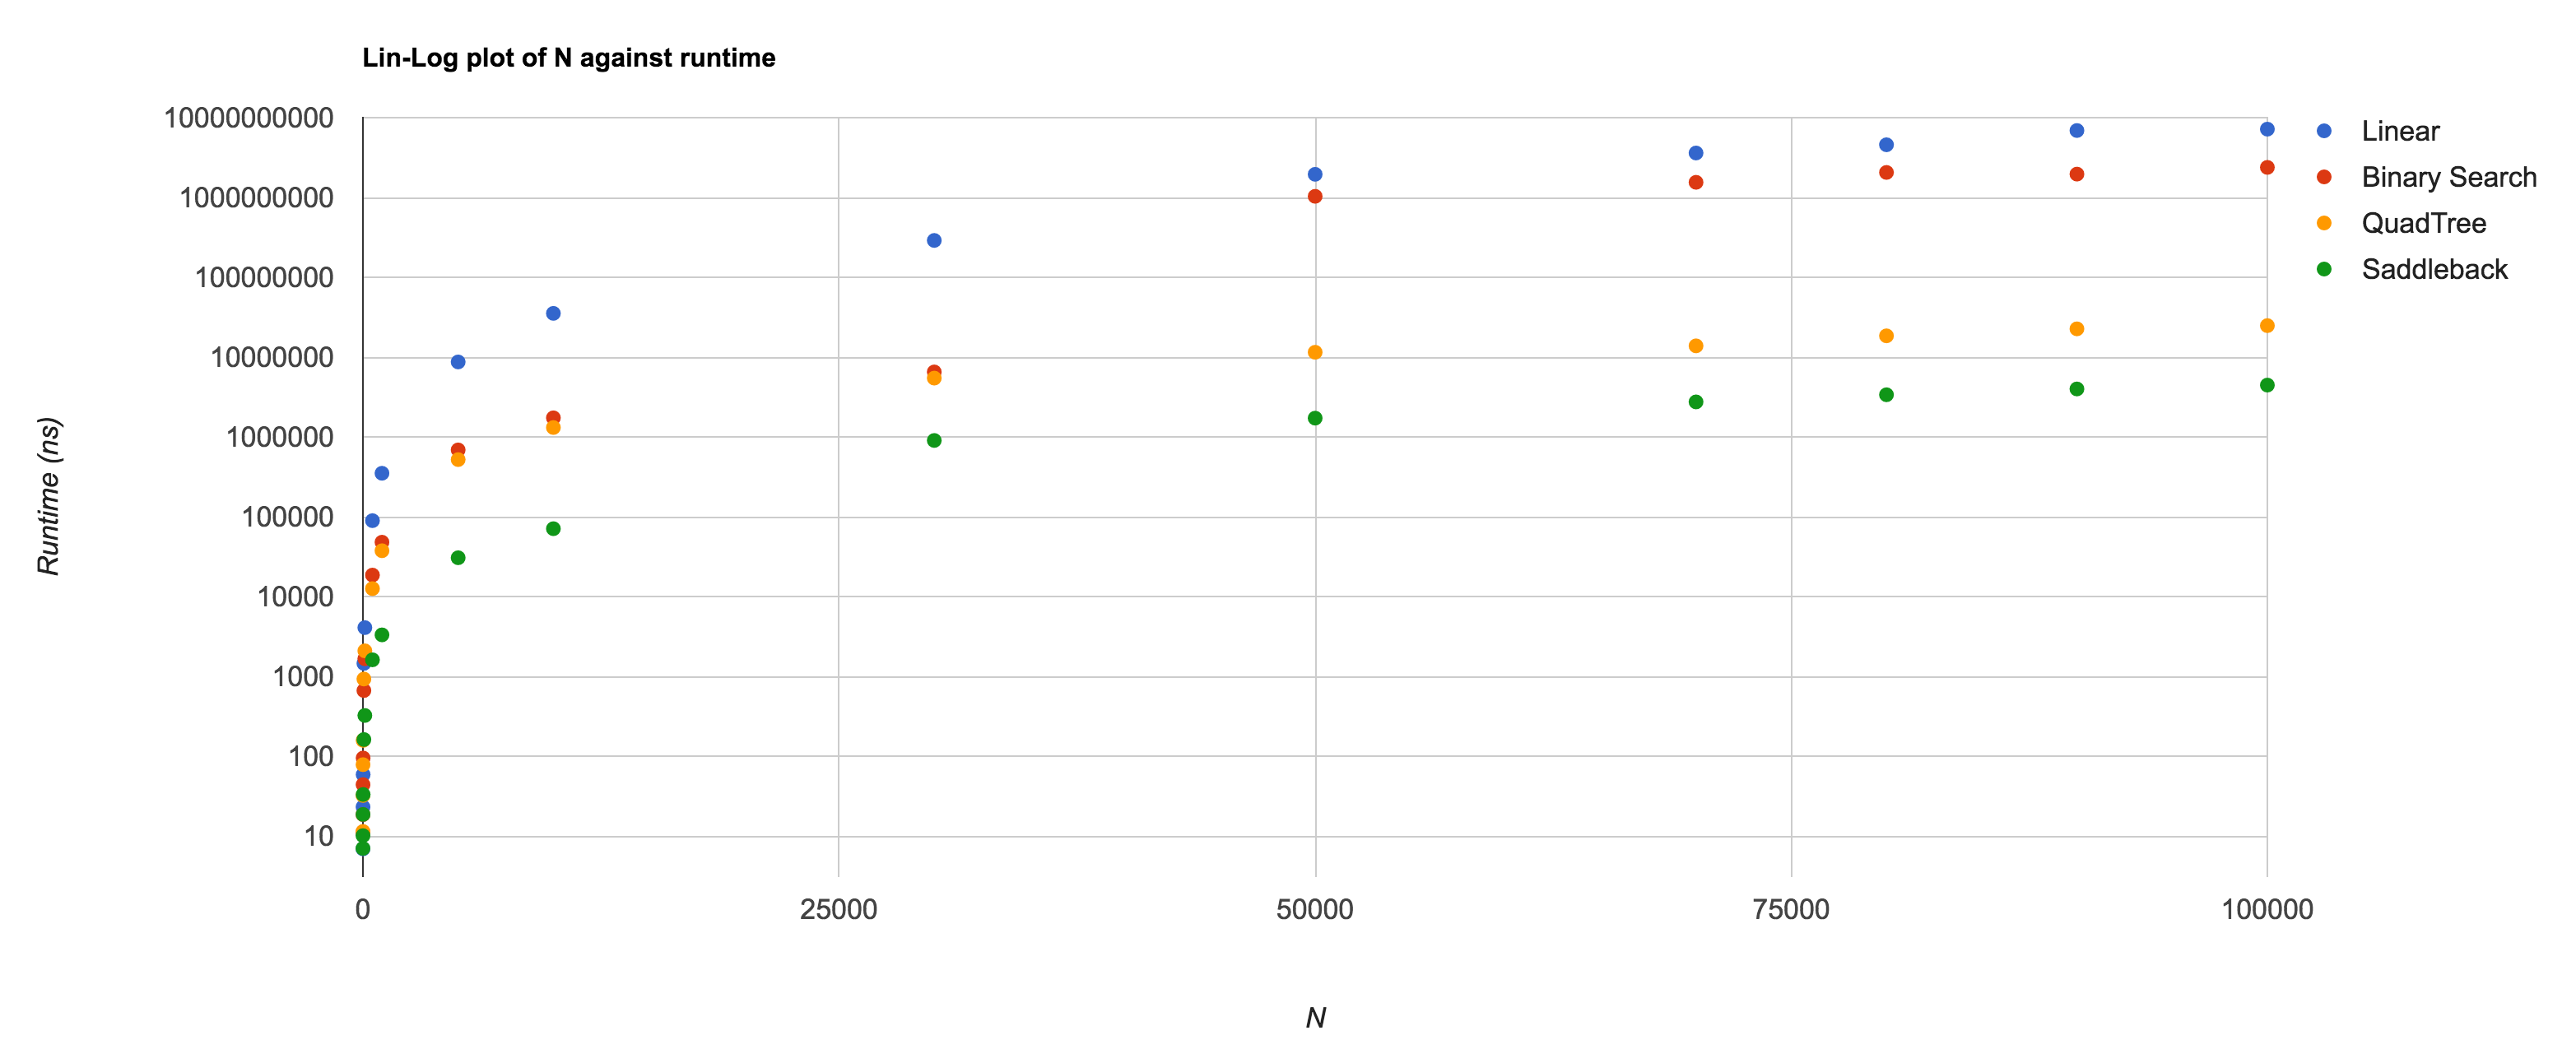 Lin-Log plot of N against runtime
10000000000
1000000000
100000000
10000000
1000000
100000
10000
1000
100
10
Runtime (ns)
0
25000
50000
75000
100000
N
Linear
Binary Search
QuadTree
Saddleback